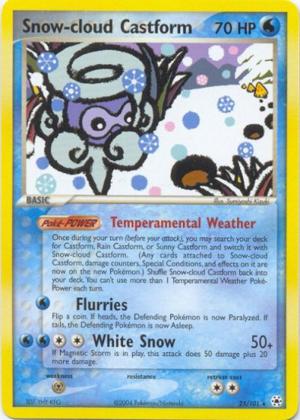 Snow-cloud Castform 70 HP
Illus. Sumiyoshi Kizuki
BASIC
Poké-POWER Temperamental Weather
Once during your turn (before your attack), you may search your deck
for Castform, Rain Castform, or Sunny Castform and switch it with
Snow-cloud Castform. (Any cards attached to Snow-cloud
Castform, damage counters, Special Conditions, and effects on it are
on the new Pokémon.) Shuffle Snow-cloud Castform back into
your deck. You can't use more than 1 Temperamental Weather Poké-
Power each turn.
Flurries
Flip a coin. If heads, the Defending Pokémon is now Paralyzed. If
tails, the Defending Pokémon is now Asleep.
White Snow 50+
If Magnetic Storm is in play, this attack does 50 damage plus 20
more damage.
weakness resistance retreat cost
©2004 Pokémon/Nintendo